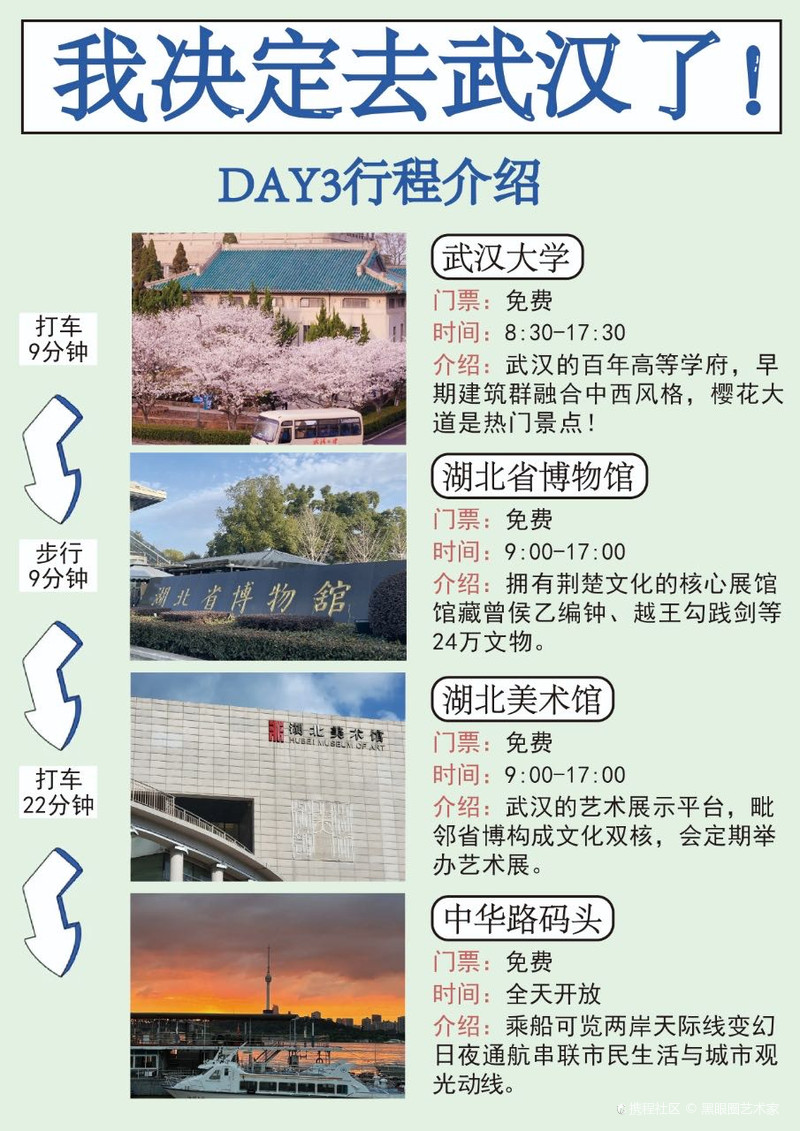 我决定去武汉了!
DAY3行程介绍
武汉大学
门票：免费
时间：8:30-17:30
介绍：武汉的百年高等学府，早
期建筑群融合中西风格，樱花大
道是热门景点！
打车
9分钟
湖北省博物馆
门票：免费
时间：9:00-17:00
介绍：拥有荆楚文化的核心展馆
馆藏曾侯乙编钟、越王勾践剑等
24万文物。
湖北省博物馆
步行
9分钟
湖北美术馆
门票：免费
时间：9:00-17:00
介绍：武汉的艺术展示平台，毗
邻省博构成文化双核，会定期举
办艺术展。
湖北美术馆
HUBEI MUSEUM OF ART
打车
22分钟
中华路码头
门票：免费
时间：全天开放
介绍：乘船可览两岸天际线变幻
日夜通航串联市民生活与城市观
光动线。
携程社区 © 黑眼圈艺术家